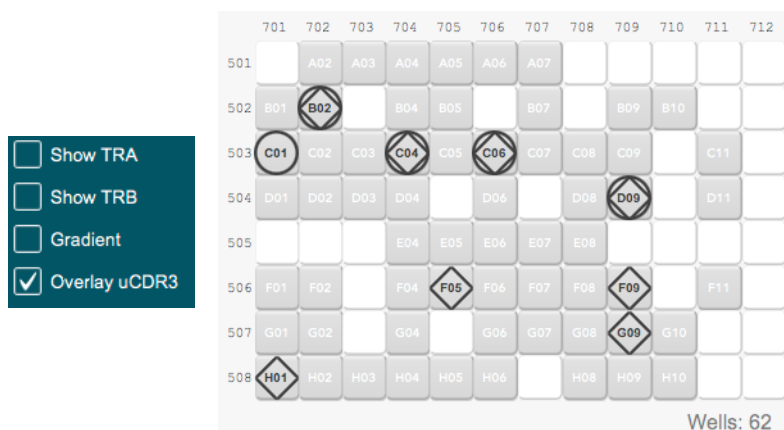 701 702 703 704 705 706 707 708 709 710 711 712
501 A02 A03 A04 A05 A06 A07
502 B01 B02 B04 B05 B07 B09 B10
503 C01 C02 C03 C04 C05 C06 C07 C08 C09 C11
504 D01 D02 D03 D04 D06 D08 D09 D11
505 E04 E05 E06 E07 E08
506 F01 F02 F04 F05 F06 F07 F08 F09 F11
507 G01 G02 G04 G06 G07 G08 G09 G10
508 H01 H02 H03 H04 H05 H06 H08 H09 H10
Wells: 62
Show TRA
Show TRB
Gradient
Overlay uCDR3